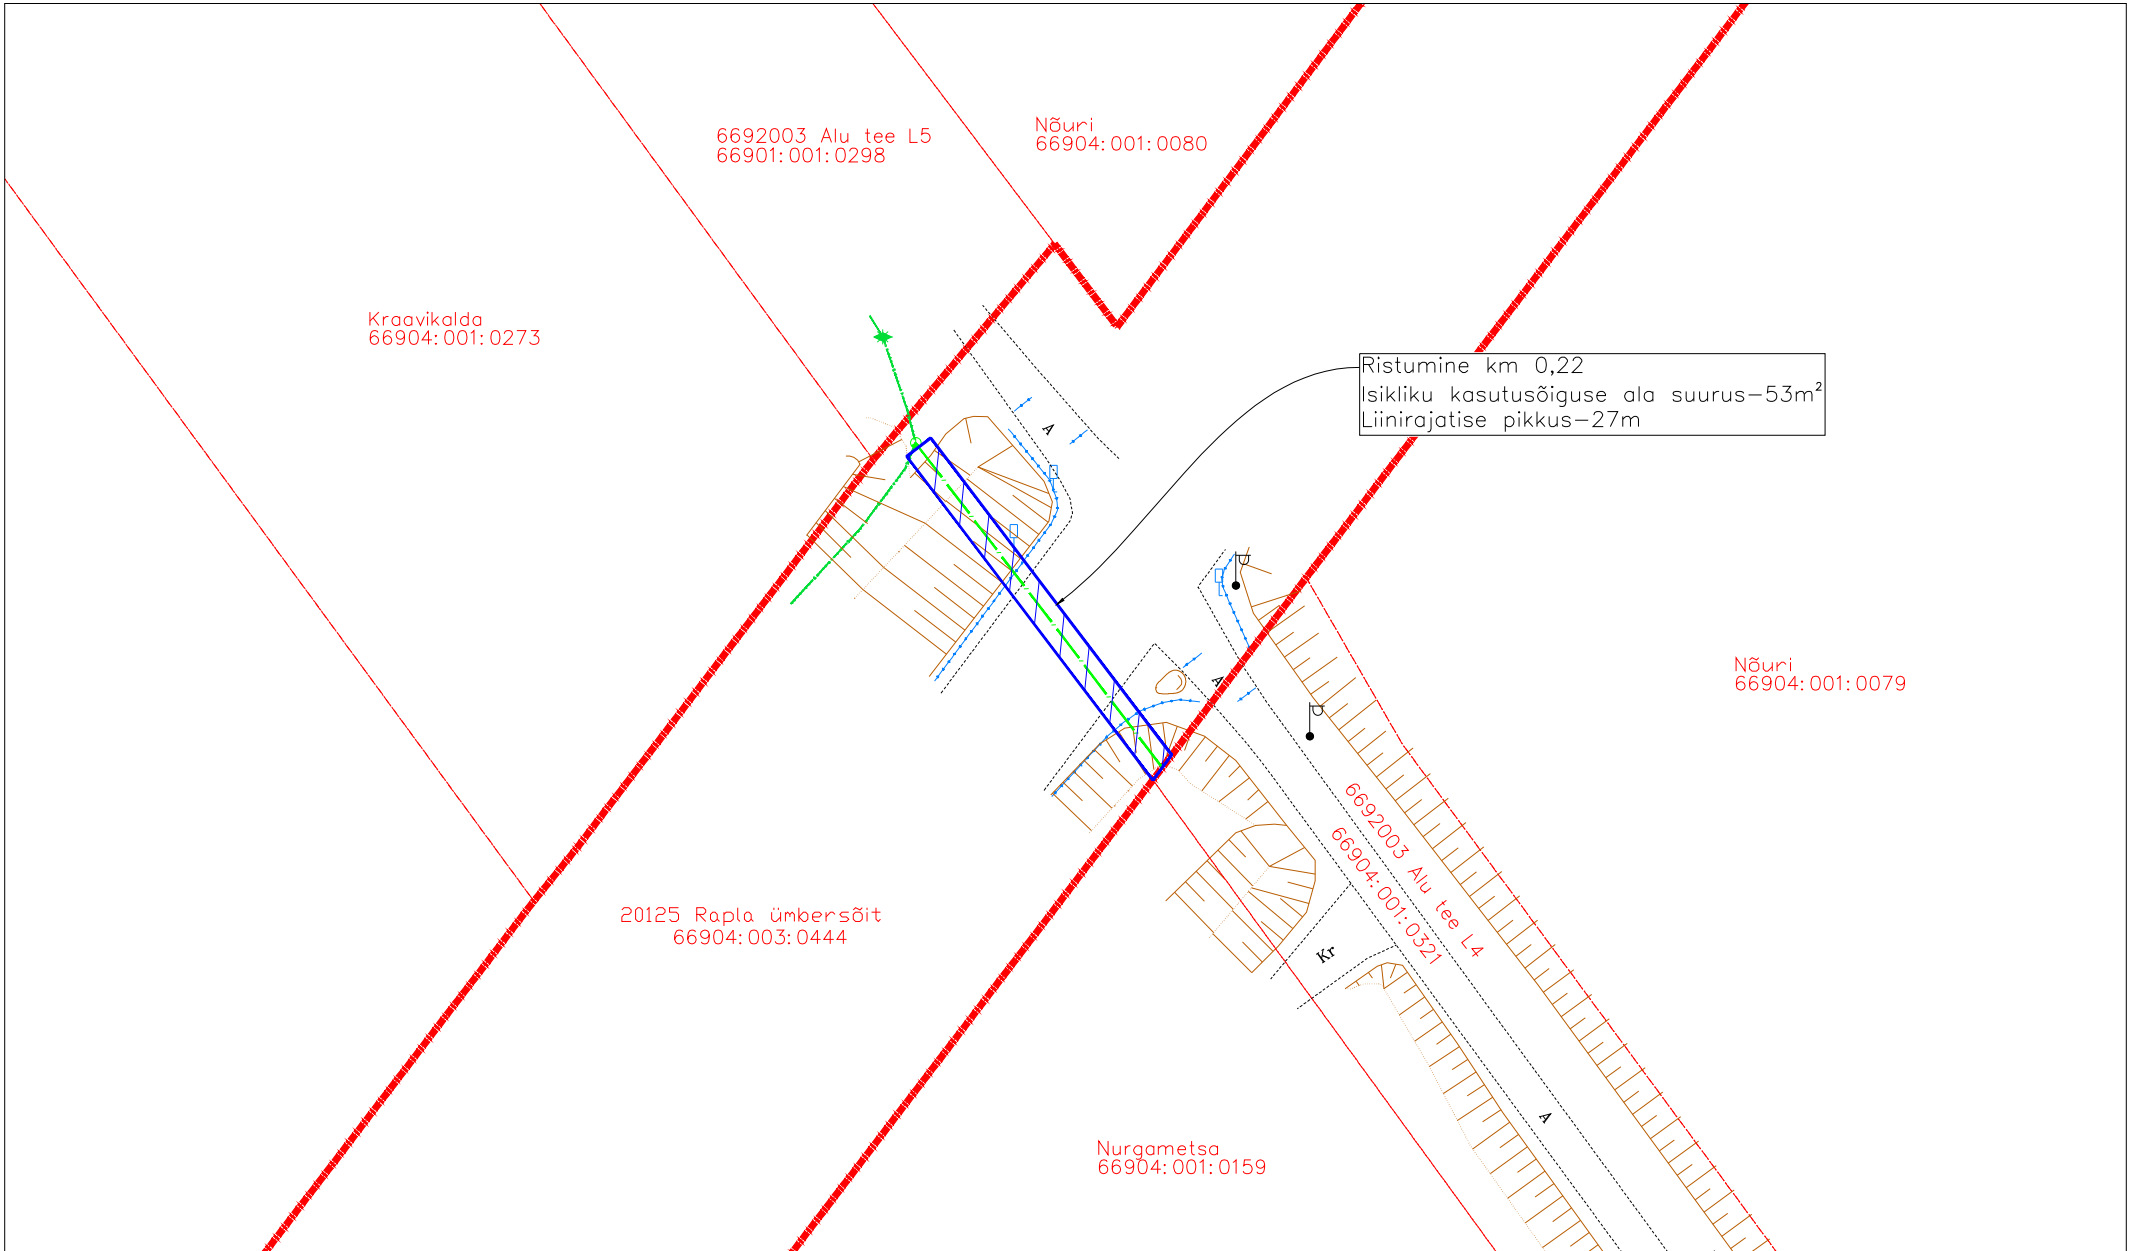 6692003 Alu tee L5
66901:001:0298
Nõuri
66904:001:0080
Kraavikalda
66904:001:0273
Ristumine km 0,22
Isikliku kasutusõiguse ala suurus-53m²
Liinirajatise pikkus-27m
A
Nõuri
66904:001:0079
A
6692003 Alu tee L4
66904:001:0321
20125 Rapla ümbersõit
66904:003:0444
Kr
A
Nurgametsa
66904:001:0159